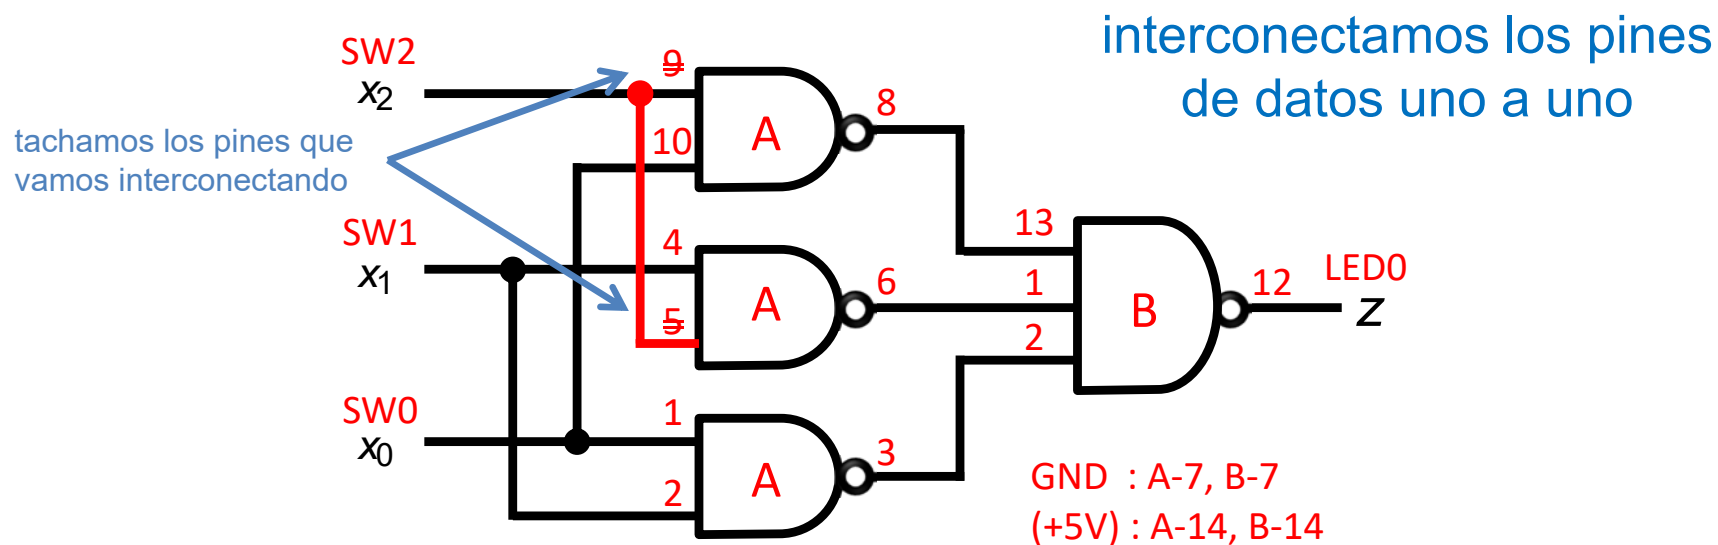 interconectamos los pines
de datos uno a uno
SW2
x2
9
10
A
8
tachamos los pines que
vamos interconectando
SW1
x1
4
5
A
6
13
1
2
B
12
LED0
z
SW0
x0
1
2
A
3
GND : A-7, B-7
(+5V) : A-14, B-14